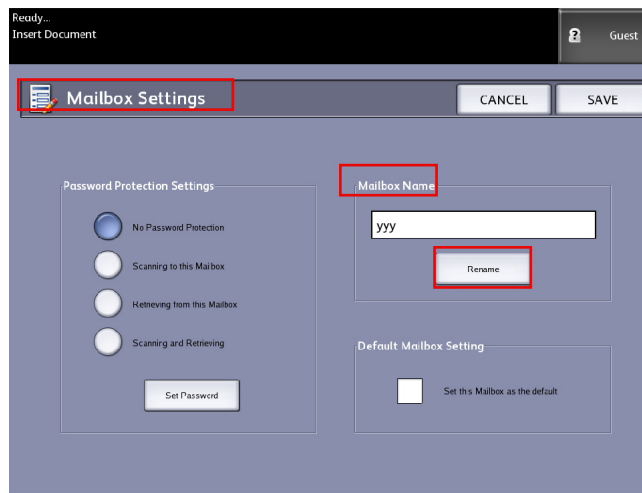 Ready...
Insert Document
Guest
Mailbox Settings
CANCEL
SAVE
Password Protection Settings
No Password Protection
Scanning to this Mailbox
Retrieving from this Mailbox
Scanning and Retrieving
Set Password
Mailbox Name
yyy
Rename
Default Mailbox Setting
Set this Mailbox as the default